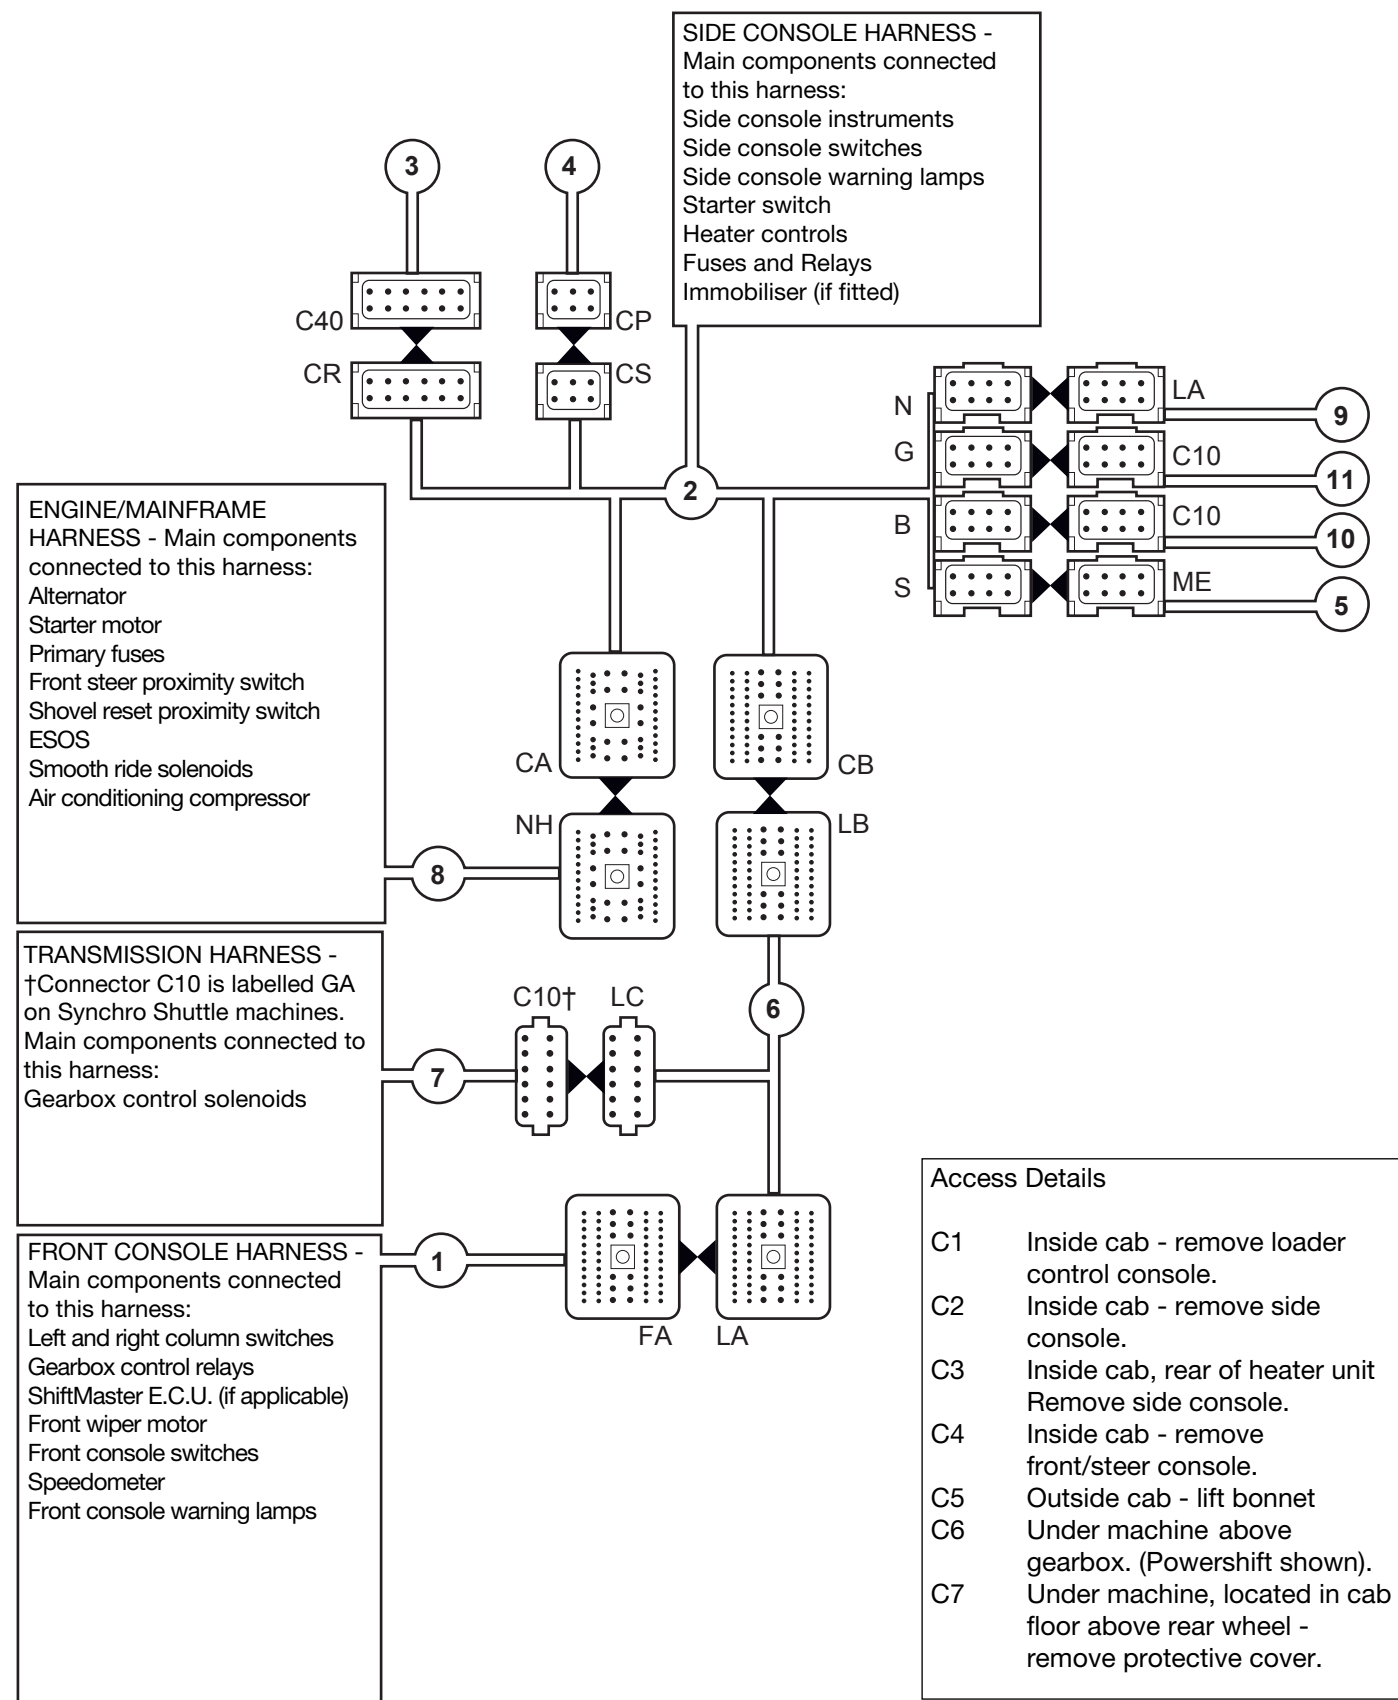 SIDE CONSOLE HARNESS -
Main components connected
to this harness:
Side console instruments
Side console switches
Side console warning lamps
Starter switch
Heater controls
Fuses and Relays
Immobiliser (if fitted)
3
4
C40
CP
CR
CS
N
LA
9
G
C10
11
2
B
C10
10
S
ME
5
ENGINE/MAINFRAME
HARNESS - Main components
connected to this harness:
Alternator
Starter motor
Primary fuses
Front steer proximity switch
Shovel reset proximity switch
ESOS
Smooth ride solenoids
Air conditioning compressor
CA
CB
NH
LB
8
TRANSMISSION HARNESS -
†Connector C10 is labelled GA
on Synchro Shuttle machines.
Main components connected to
this harness:
Gearbox control solenoids
C10†
LC
6
7
FRONT CONSOLE HARNESS -
Main components connected
to this harness:
Left and right column switches
Gearbox control relays
ShiftMaster E.C.U. (if applicable)
Front wiper motor
Front console switches
Speedometer
Front console warning lamps
1
FA
LA
Access Details
C1 Inside cab - remove loader
control console.
C2 Inside cab - remove side
console.
C3 Inside cab, rear of heater unit
Remove side console.
C4 Inside cab - remove
front/steer console.
C5 Outside cab - lift bonnet
C6 Under machine above
gearbox. (Powershift shown).
C7 Under machine, located in cab
floor above rear wheel -
remove protective cover.